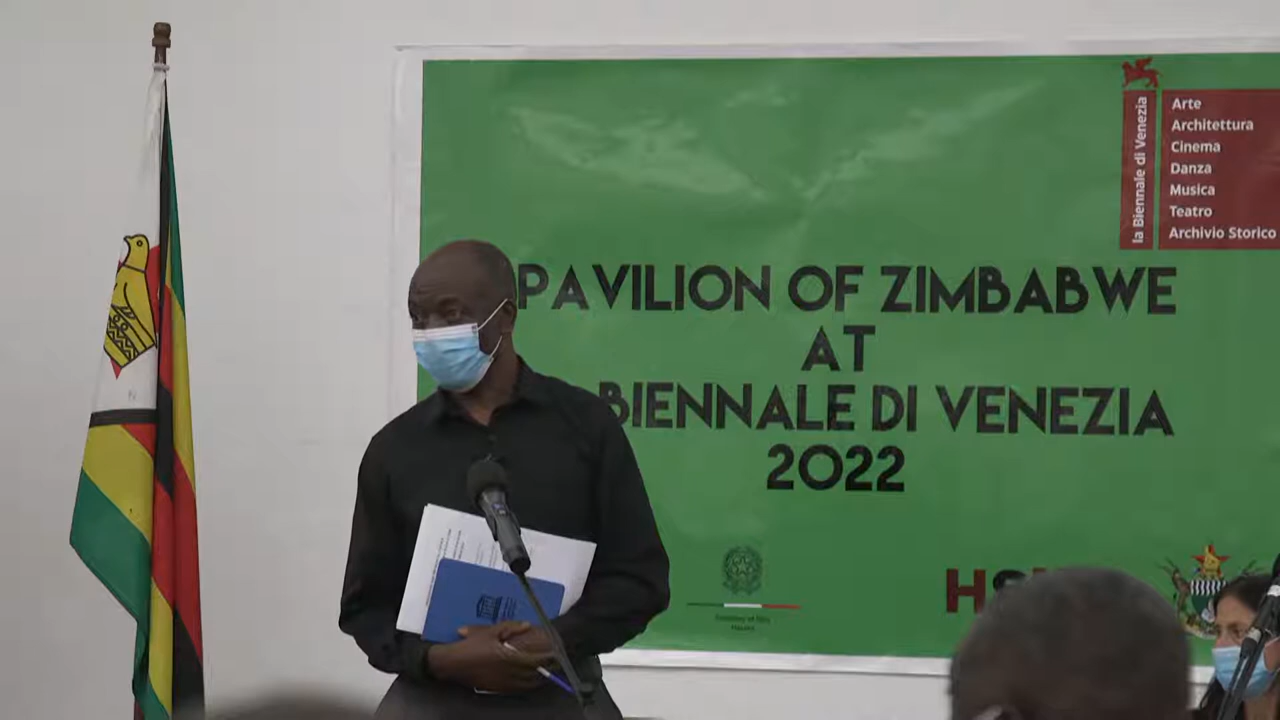 la Biennale di Venezia
Arte
Architettura
Cinema
Danza
Musica
Teatro
Archivio Storico
PAVILION OF ZIMBABWE
AT
BIENNALE DI VENEZIA
2022